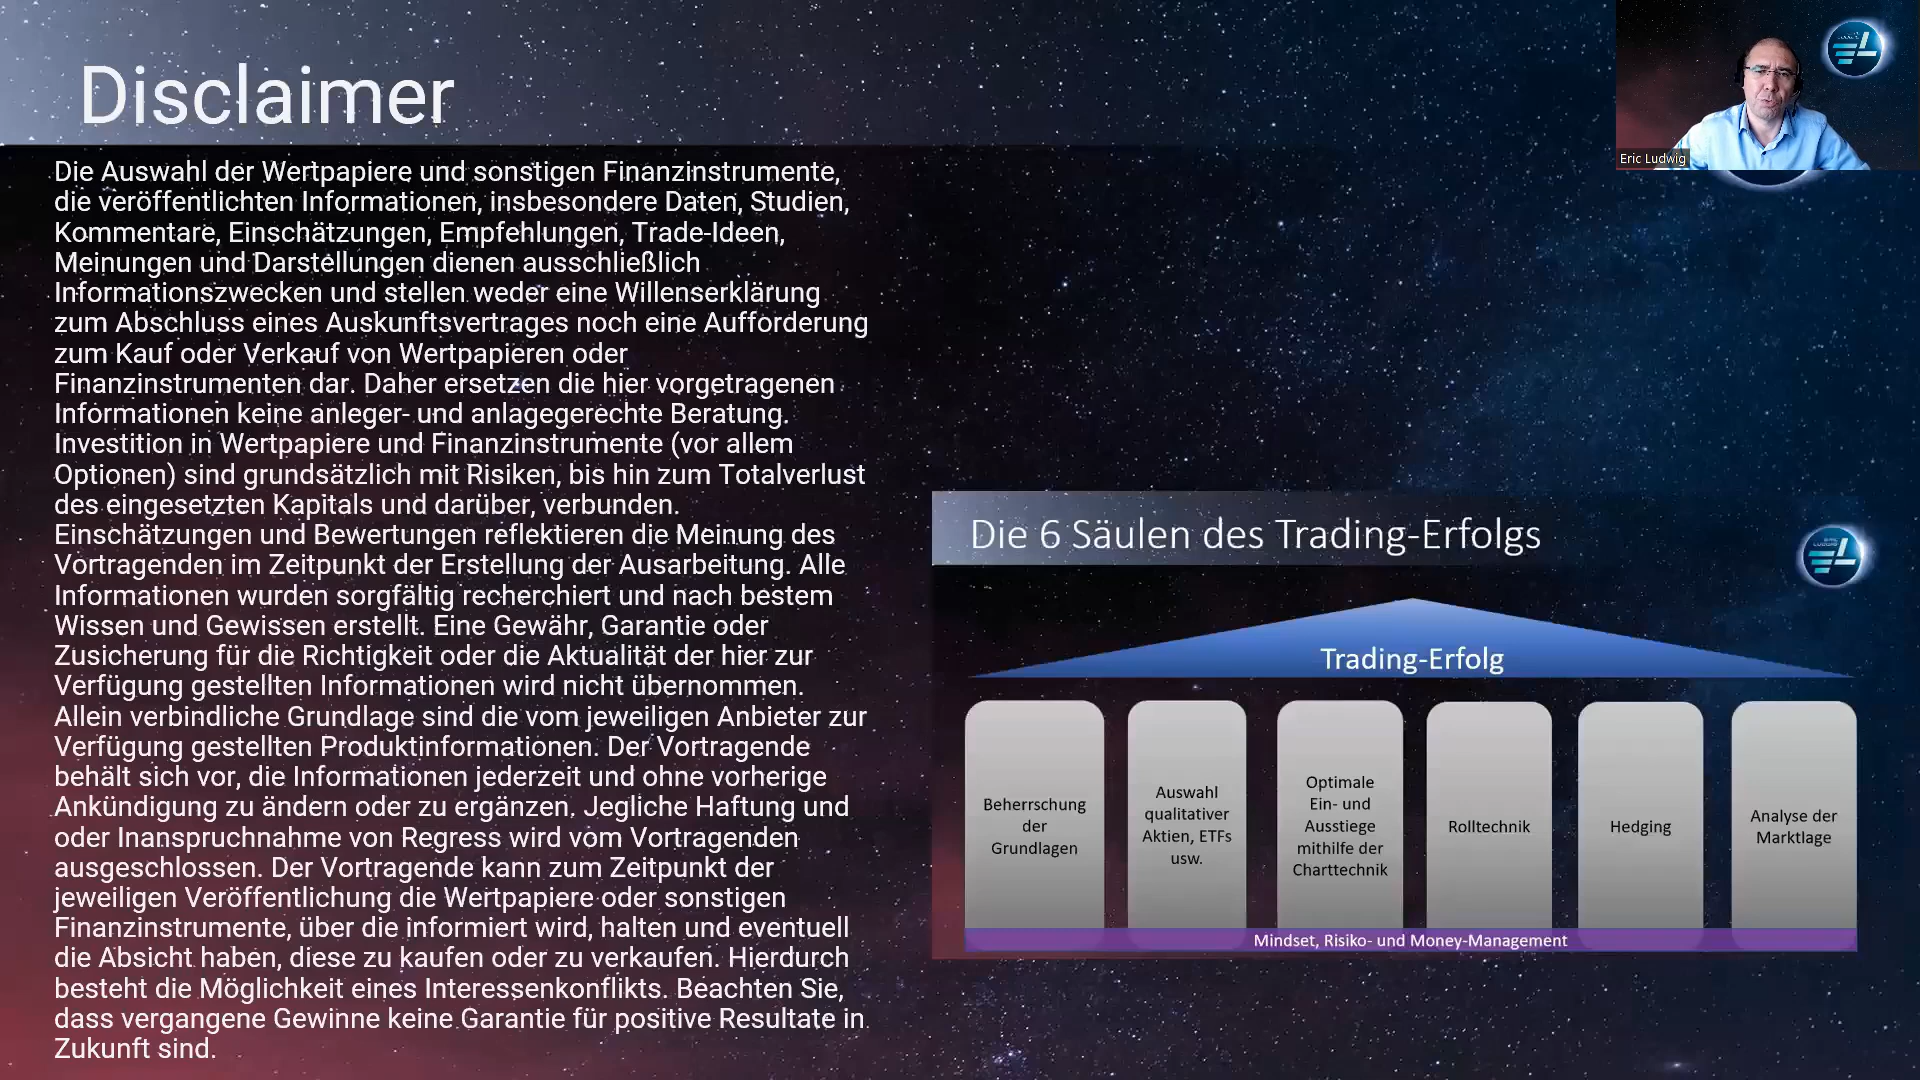 Disclaimer
Die Auswahl der Wertpapiere und sonstigen Finanzinstrumente,
die veröffentlichten Informationen, insbesondere Daten, Studien,
Kommentare, Einschätzungen, Empfehlungen, Trade-Ideen,
Meinungen und Darstellungen dienen ausschließlich
Informationszwecken und stellen weder eine Willenserklärung
zum Abschluss eines Auskunftsvertrages noch eine Aufforderung
zum Kauf oder Verkauf von Wertpapieren oder
Finanzinstrumenten dar. Daher ersetzen die hier vorgetragenen
Informationen keine anleger- und anlagegerechte Beratung.
Investition in Wertpapiere und Finanzinstrumente (vor allem
Optionen) sind grundsätzlich mit Risiken, bis hin zum Totalverlust
des eingesetzten Kapitals und darüber, verbunden.
Einschätzungen und Bewertungen reflektieren die Meinung des
Vortragenden im Zeitpunkt der Erstellung der Ausarbeitung. Alle
Informationen wurden sorgfältig recherchiert und nach bestem
Wissen und Gewissen erstellt. Eine Gewähr, Garantie oder
Zusicherung für die Richtigkeit oder die Aktualität der hier zur
Verfügung gestellten Informationen wird nicht übernommen.
Allein verbindliche Grundlage sind die vom jeweiligen Anbieter zur
Verfügung gestellten Produktinformationen. Der Vortragende
behält sich vor, die Informationen jederzeit und ohne vorherige
Ankündigung zu ändern oder zu ergänzen. Jegliche Haftung und
oder Inanspruchnahme von Regress wird vom Vortragenden
ausgeschlossen. Der Vortragende kann zum Zeitpunkt der
jeweiligen Veröffentlichung die Wertpapiere oder sonstigen
Finanzinstrumente, über die informiert wird, halten und eventuell
die Absicht haben, diese zu kaufen oder zu verkaufen. Hierdurch
besteht die Möglichkeit eines Interessenkonflikts. Beachten Sie,
dass vergangene Gewinne keine Garantie für positive Resultate in
Zukunft sind.
Eric Ludwig
Die 6 Säulen des Trading-Erfolgs
Trading-Erfolg
Beherrschung
der
Grundlagen
Auswahl
qualitativer
Aktien, ETFs
usw.
Optimale
Ein- und
Ausstiege
mithilfe der
Charttechnik
Rolltechnik
Hedging
Analyse der
Marktlage
Mindset, Risiko- und Money-Management